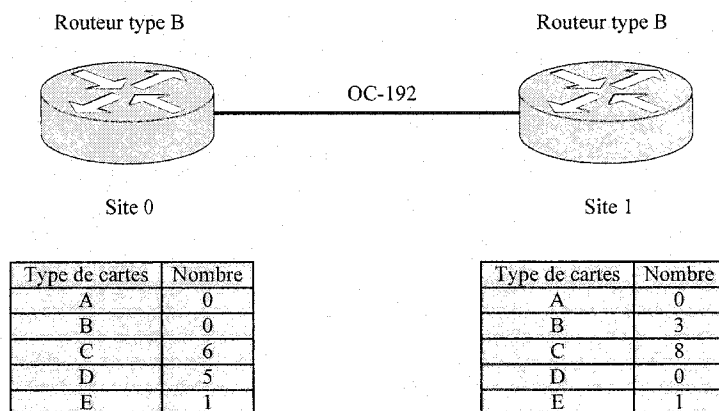 Routeur type B
Routeur type B
OC-192
Site 0
Site 1
Type de cartes Nombre
A 0
B 0
C 6
D 5
E 1
Type de cartes Nombre
A 0
B 3
C 8
D 0
E 1